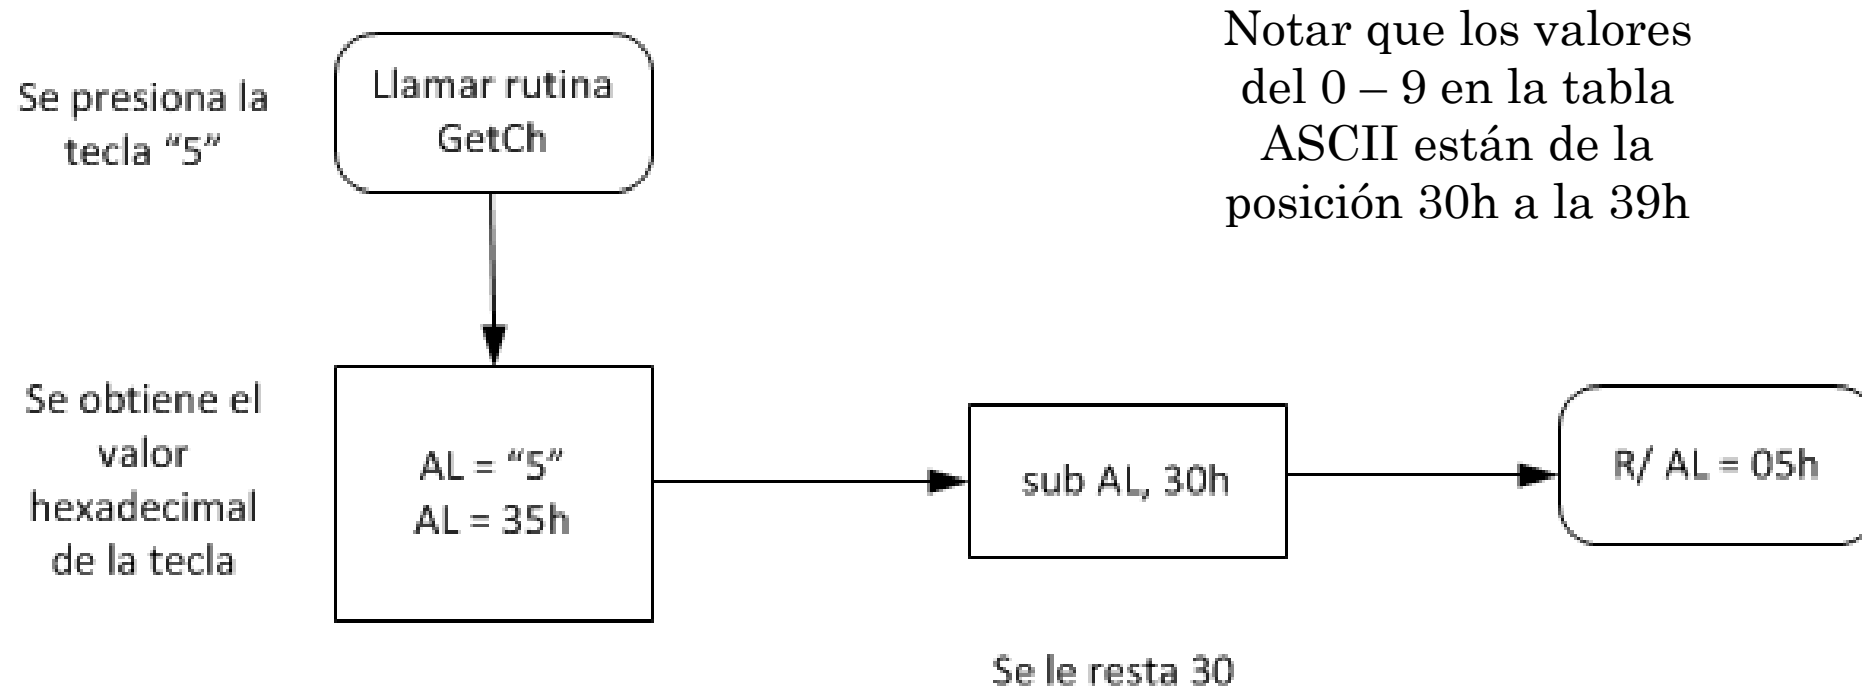 Notar que los valores
del 0 – 9 en la tabla
ASCII están de la
posición 30h a la 39h
Se presiona la
tecla “5”
Llamar rutina
GetCh
Se obtiene el
valor
hexadecimal
de la tecla
AL = “5”
AL = 35h
sub AL, 30h
R/ AL = 05h
Se le resta 30